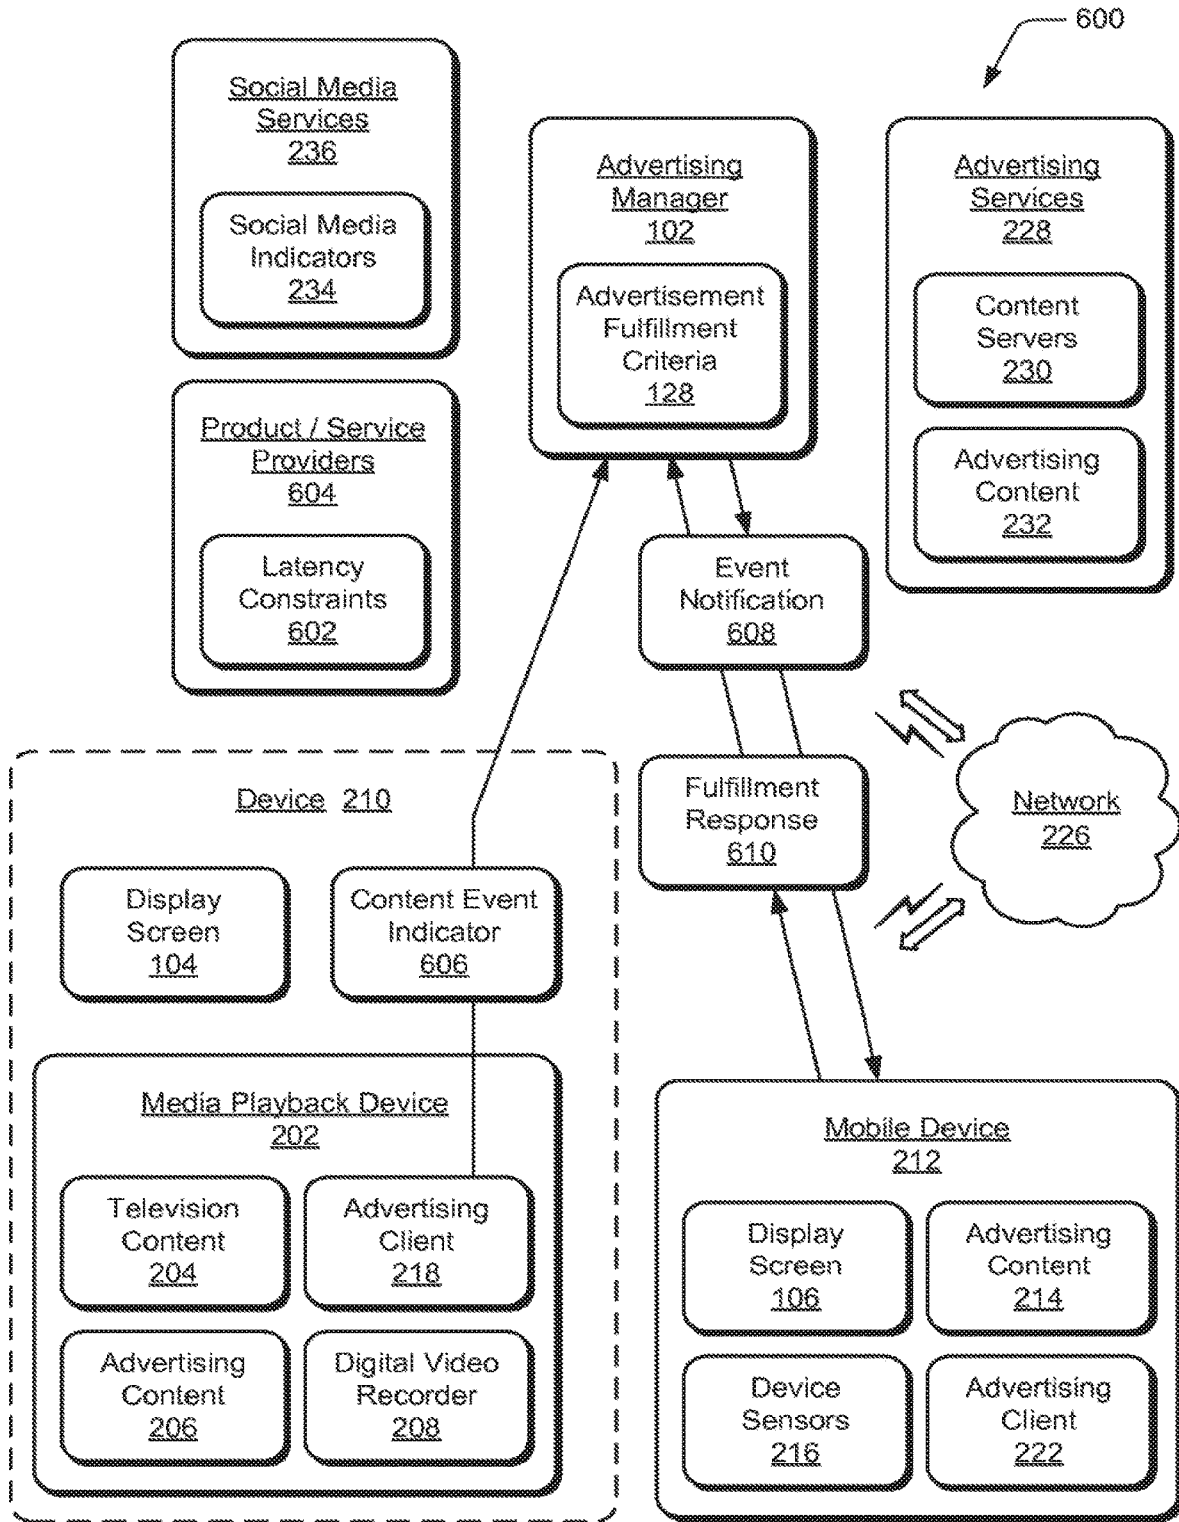 600
Social Media
Services
236
Social Media
Indicators
234
Advertising
Manager
102
Advertisement
Fulfillment
Criteria
128
Advertising
Services
228
Content
Servers
230
Advertising
Content
232
Product / Service
Providers
604
Latency
Constraints
602
Event
Notification
608
Fulfillment
Response
610
Network
226
Device 210
Display
Screen
104
Content Event
Indicator
606
Media Playback Device
202
Television
Content
204
Advertising
Client
218
Advertising
Content
206
Digital Video
Recorder
208
Mobile Device
212
Display
Screen
106
Advertising
Content
214
Device
Sensors
216
Advertising
Client
222